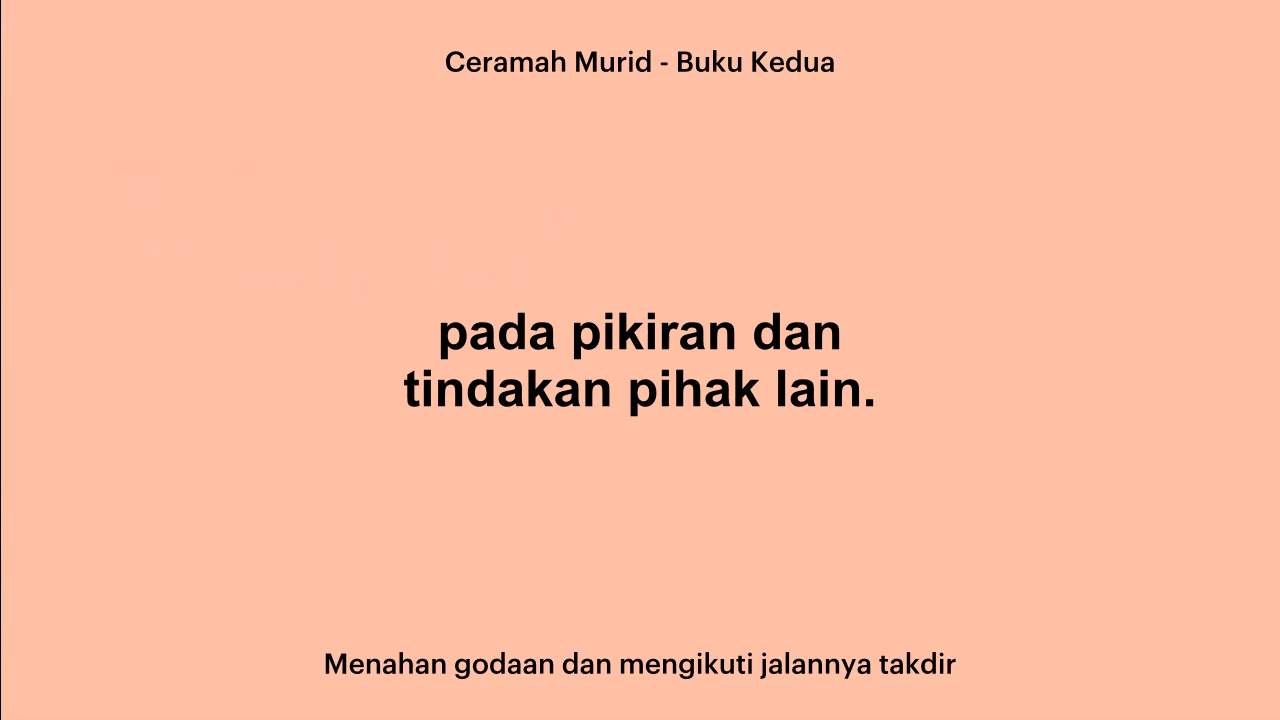 Ceramah Murid - Buku Kedua
pada pikiran dan
tindakan pihak lain.
Menahan godaan dan mengikuti jalannya takdir